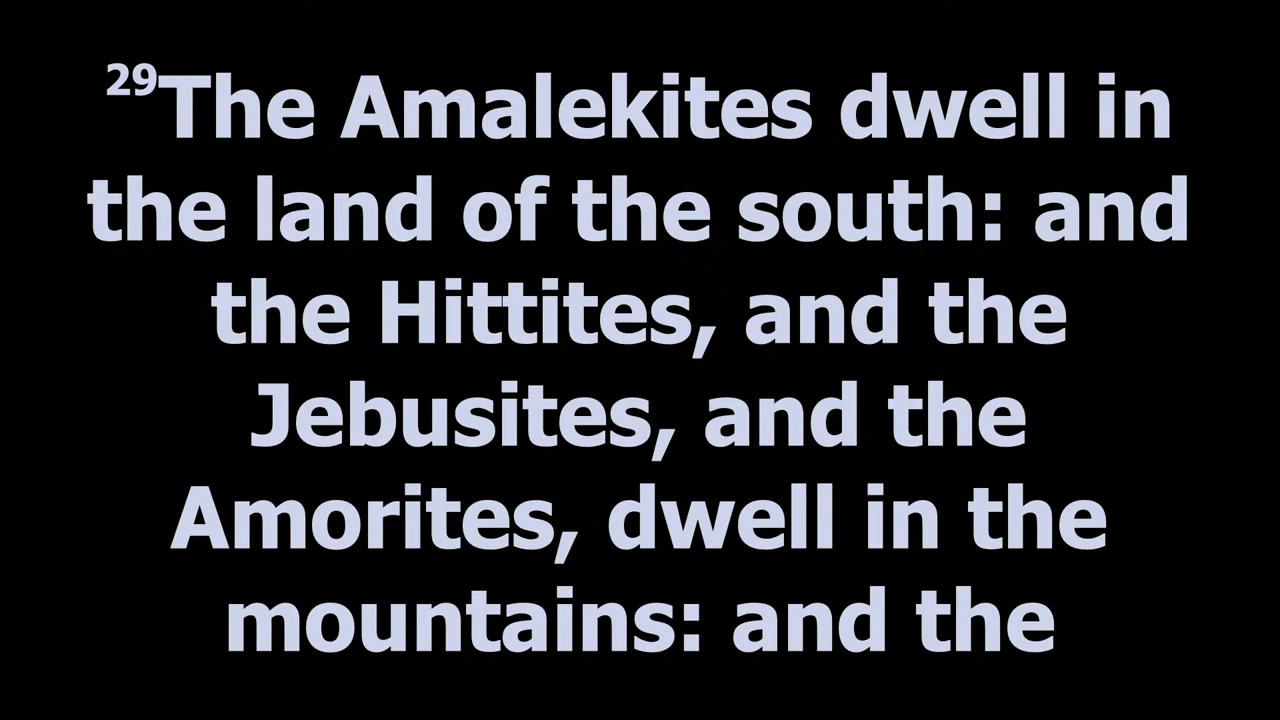 29The Amalekites dwell in
the land of the south: and
the Hittites, and the
Jebusites, and the
Amorites, dwell in the
mountains: and the